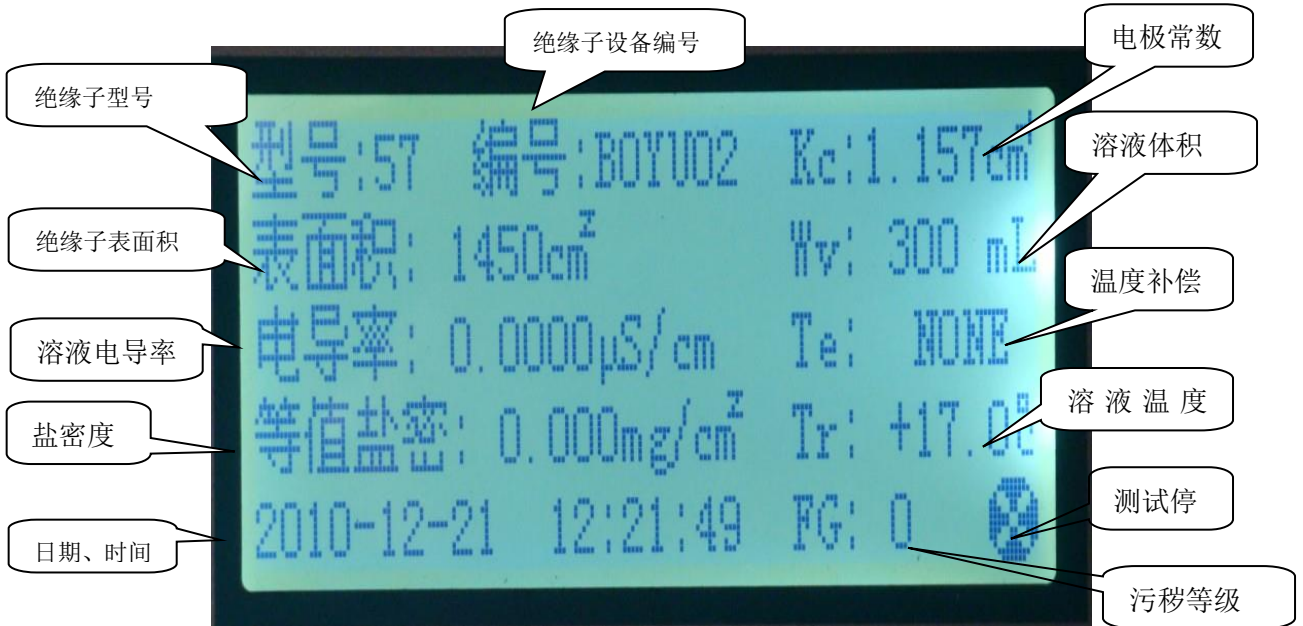 绝缘子设备编号
电极常数
绝缘子型号
型号:57 编号:BOYUO2 Kc:1.157cm⁻¹
溶液体积
绝缘子表面积
表面积: 1450cm² Wv: 300 mL
温度补偿
溶液电导率
电导率: 0.0000μS/cm Te: NONE
溶液温度
盐密度
等值盐密: 0.000mg/cm² Tr: +17.0℃
测试停
日期、时间
2010-12-21 12:21:49 FG: 0
污秽等级